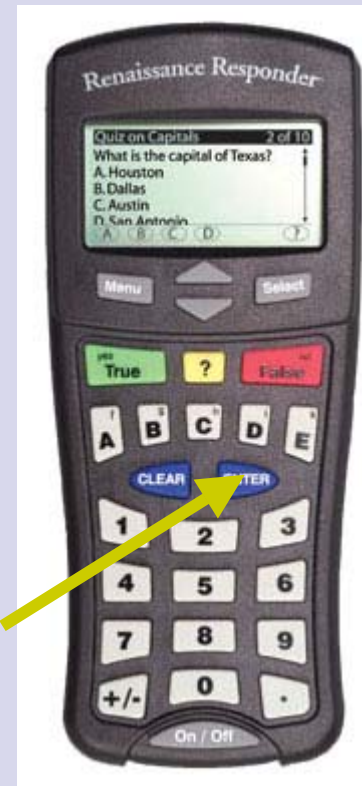 Renaissance Responder
Quiz on Capitals 2 of 10
What is the capital of Texas?
A. Houston
B. Dallas
C. Austin
D. San Antonio
A B C D ?
Menu Select
yes
True ? False
A B C D E
CLEAR ENTER
1 2 3
4 5 6
7 8 9
+/- 0 .
On / Off